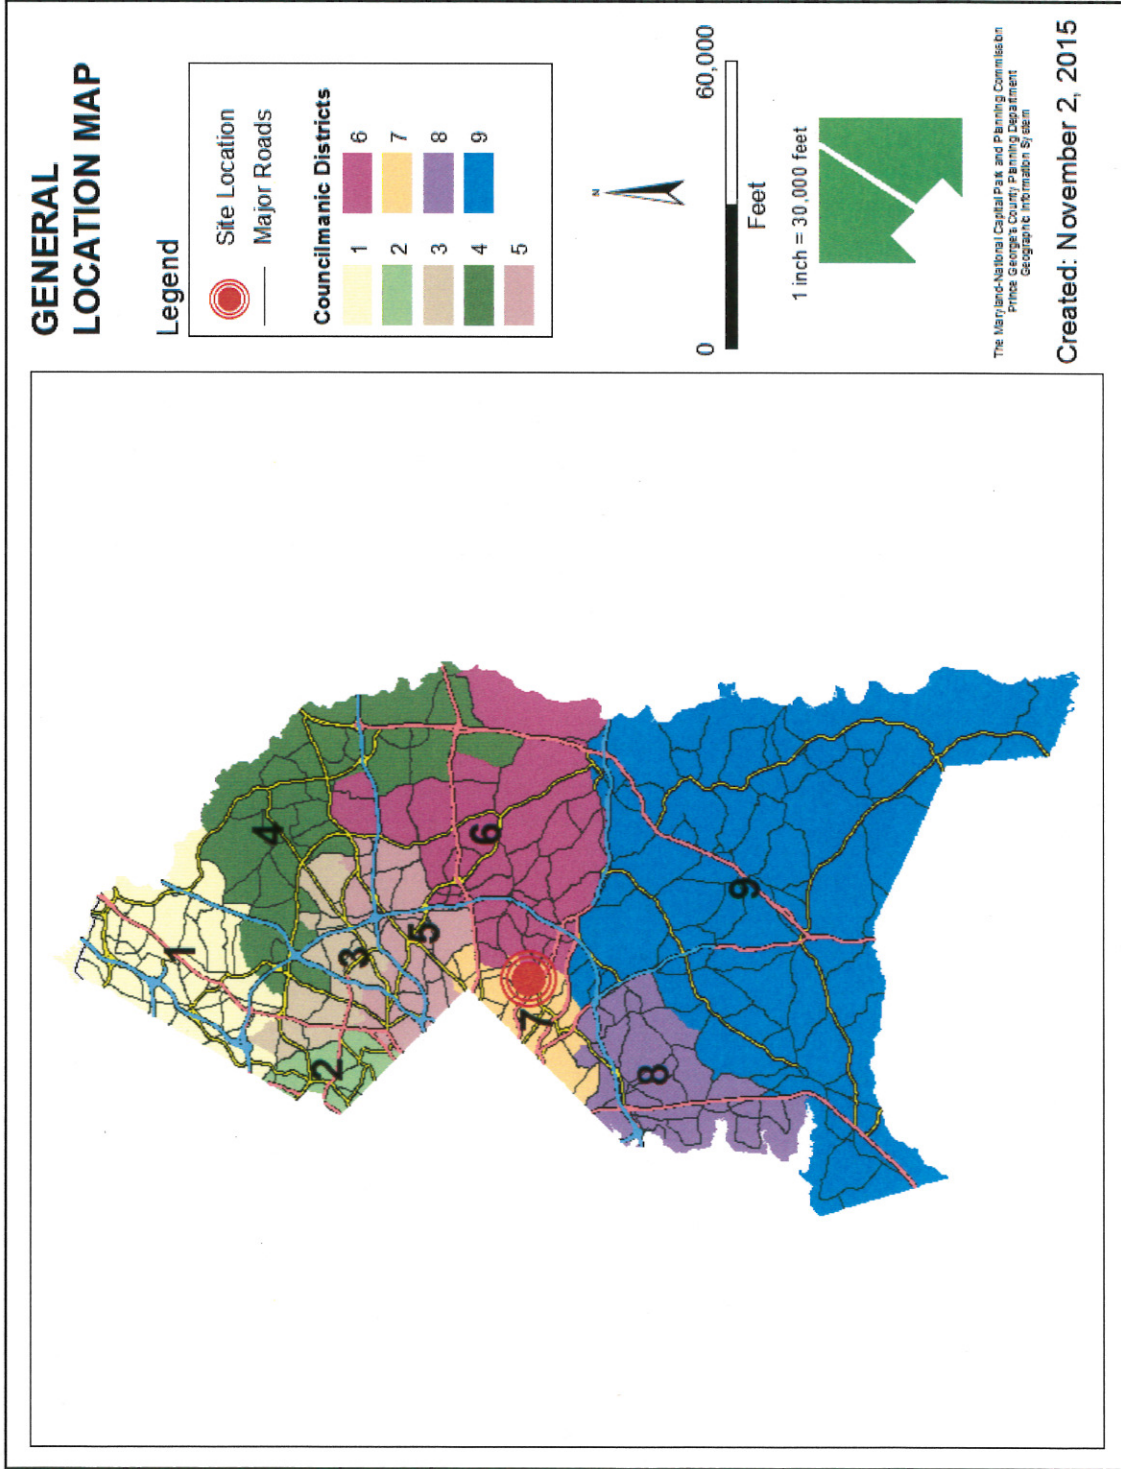 GENERAL
LOCATION MAP
Legend
Site Location
Major Roads
Councilmanic Districts
1
6
2
7
3
8
4
9
5
N
0
60,000
Feet
1 inch = 30,000 feet
The Maryland-National Capital Park and Planning Commission
Prince George's County Planning Department
Geographic Information System
Created: November 2, 2015
1
4
2
3
5
6
7
8
9